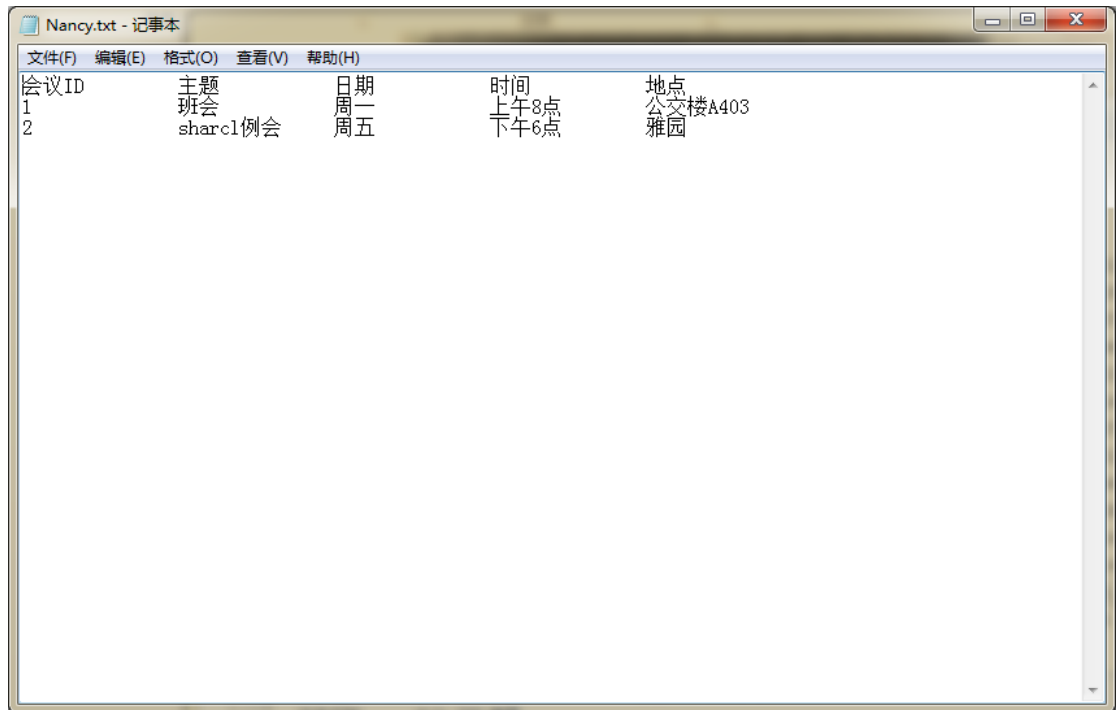 Nancy.txt - 记事本
文件(F) 编辑(E) 格式(O) 查看(V) 帮助(H)
会议ID 主题 日期 时间 地点
1 班会 周一 上午8点 公交楼A403
2 sharcl例会 周五 下午6点 雅园